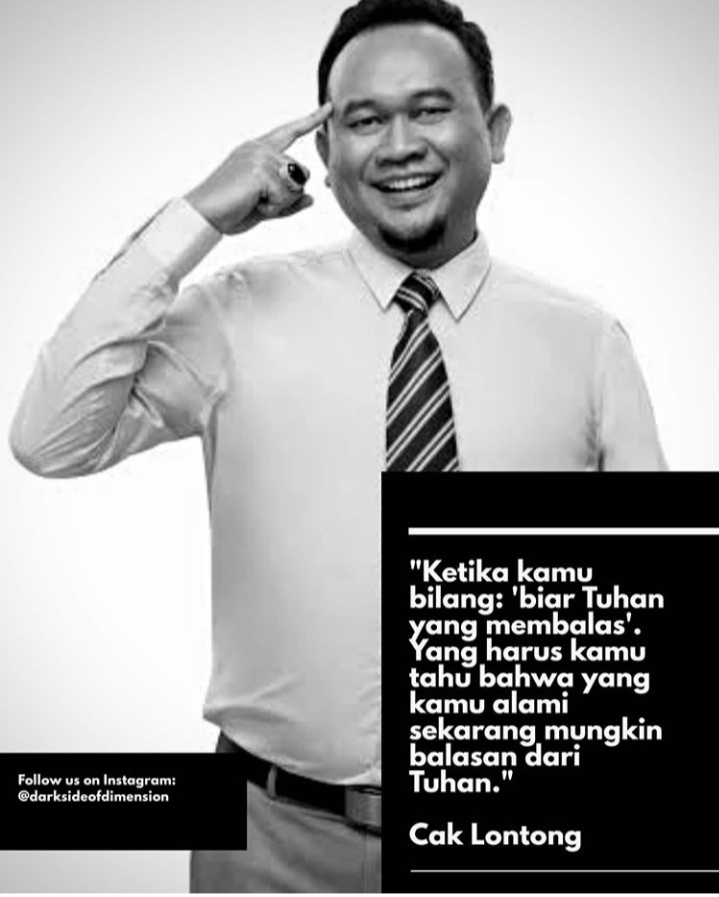 "Ketika kamu
bilang: 'biar Tuhan
yang membalas'.
Yang harus kamu
tahu bahwa yang
kamu alami
sekarang mungkin
balasan dari
Tuhan."
Cak Lontong
Follow us on Instagram:
@darksideofdimension